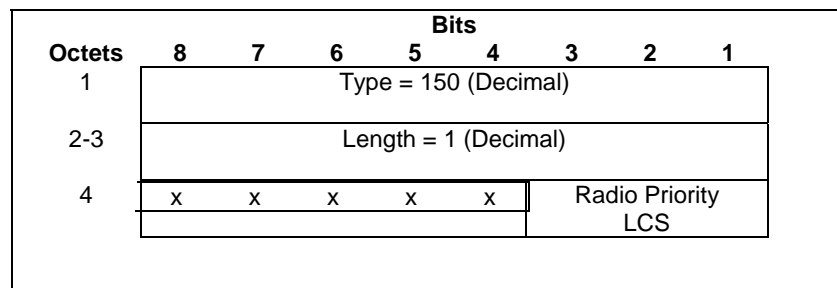 Bits
Octets 8 7 6 5 4 3 2 1
1 Type = 150 (Decimal)
2-3 Length = 1 (Decimal)
4 x x x x x Radio Priority
LCS